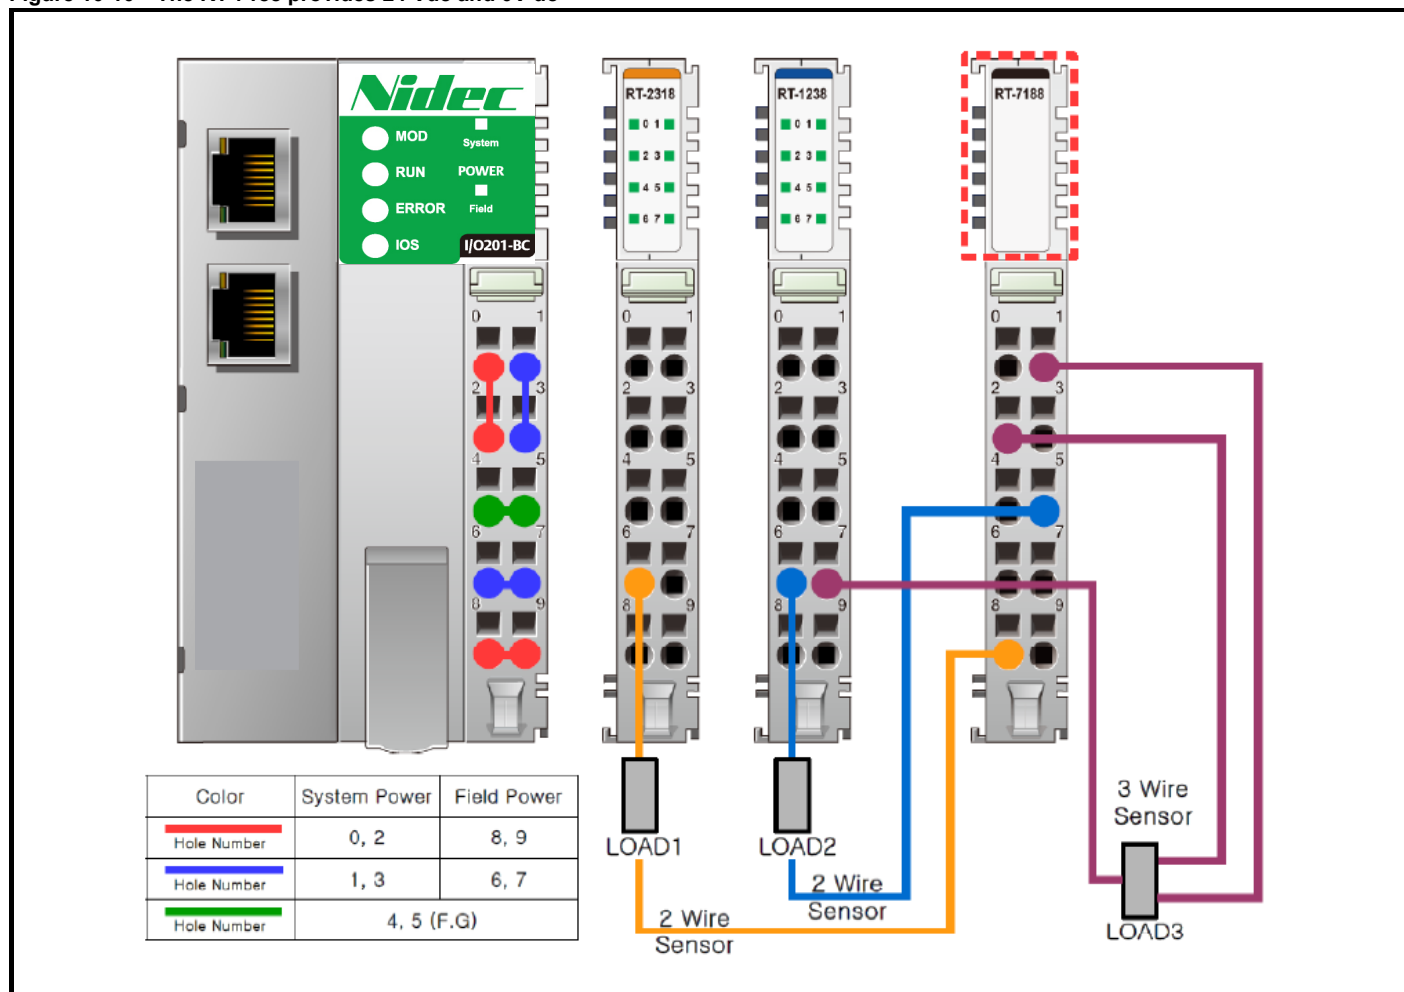 Nidec
MOD
System
RUN
POWER
ERROR
Field
IOS
I/O201-BC
RT-2318
0 1
2 3
4 5
6 7
RT-1238
0 1
2 3
4 5
6 7
RT-7188
0 1
2 3
4 5
6 7
8 9
0 1
2 3
4 5
6 7
8 9
0 1
2 3
4 5
6 7
8 9
0 1
2 3
4 5
6 7
8 9
Color System Power Field Power
Hole Number 0, 2 8, 9
Hole Number 1, 3 6, 7
Hole Number 4, 5 (F.G)
LOAD1
LOAD2
2 Wire
Sensor
2 Wire
Sensor
3 Wire
Sensor
LOAD3